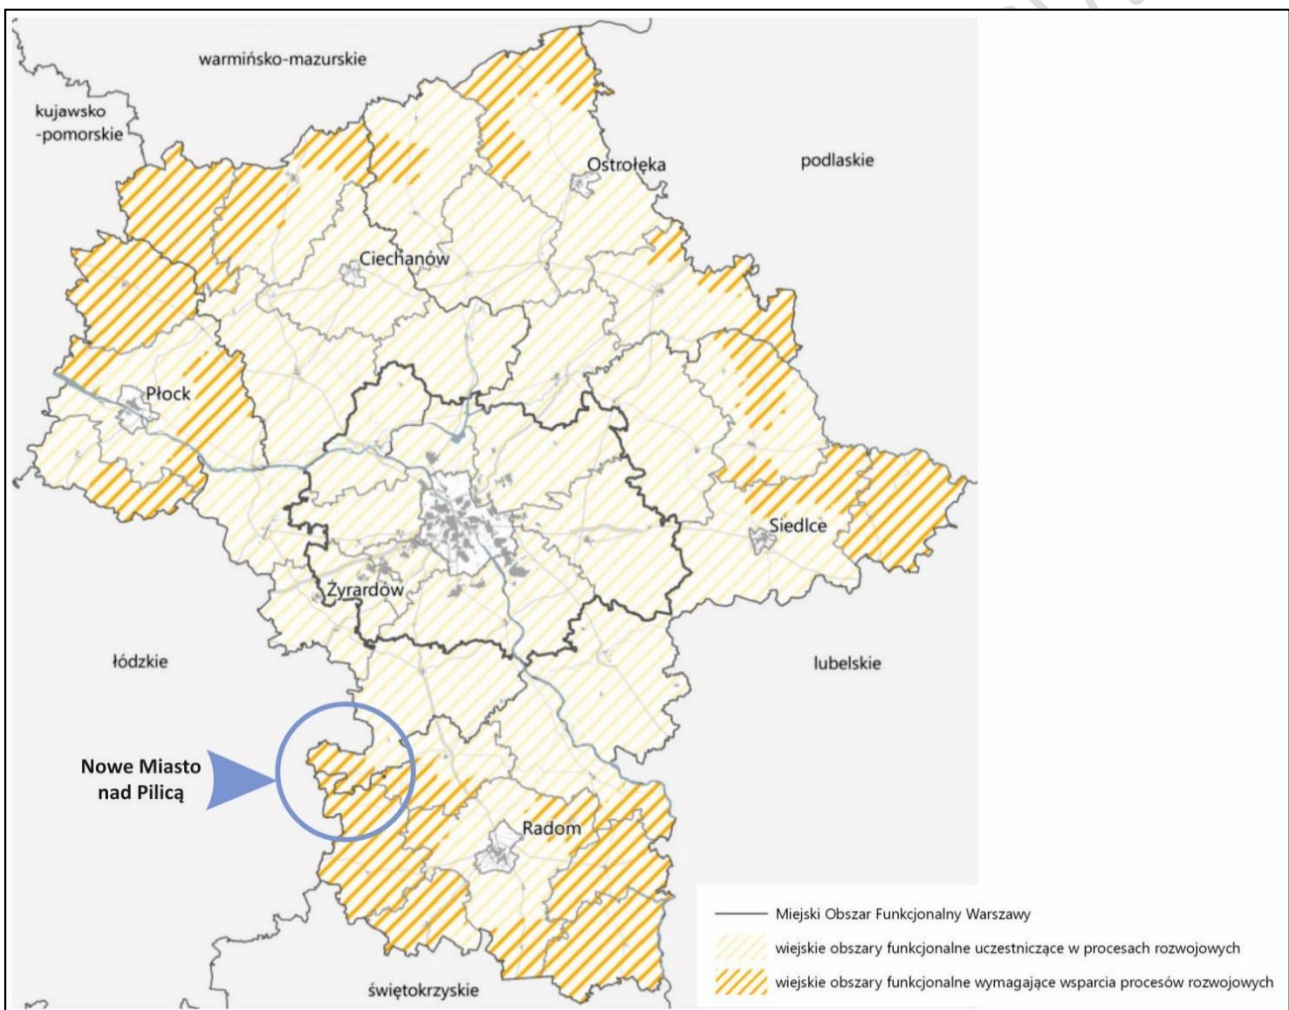 warmińsko-mazurskie
kujawsko
-pomorskie
podlaskie
Ostrołęka
Ciechanów
Płock
Siedlce
Żyrardów
łódzkie
lubelskie
Nowe Miasto
nad Pilicą
Radom
świętokrzyskie
Miejski Obszar Funkcjonalny Warszawy
wiejskie obszary funkcjonalne uczestniczące w procesach rozwojowych
wiejskie obszary funkcjonalne wymagające wsparcia procesów rozwojowych